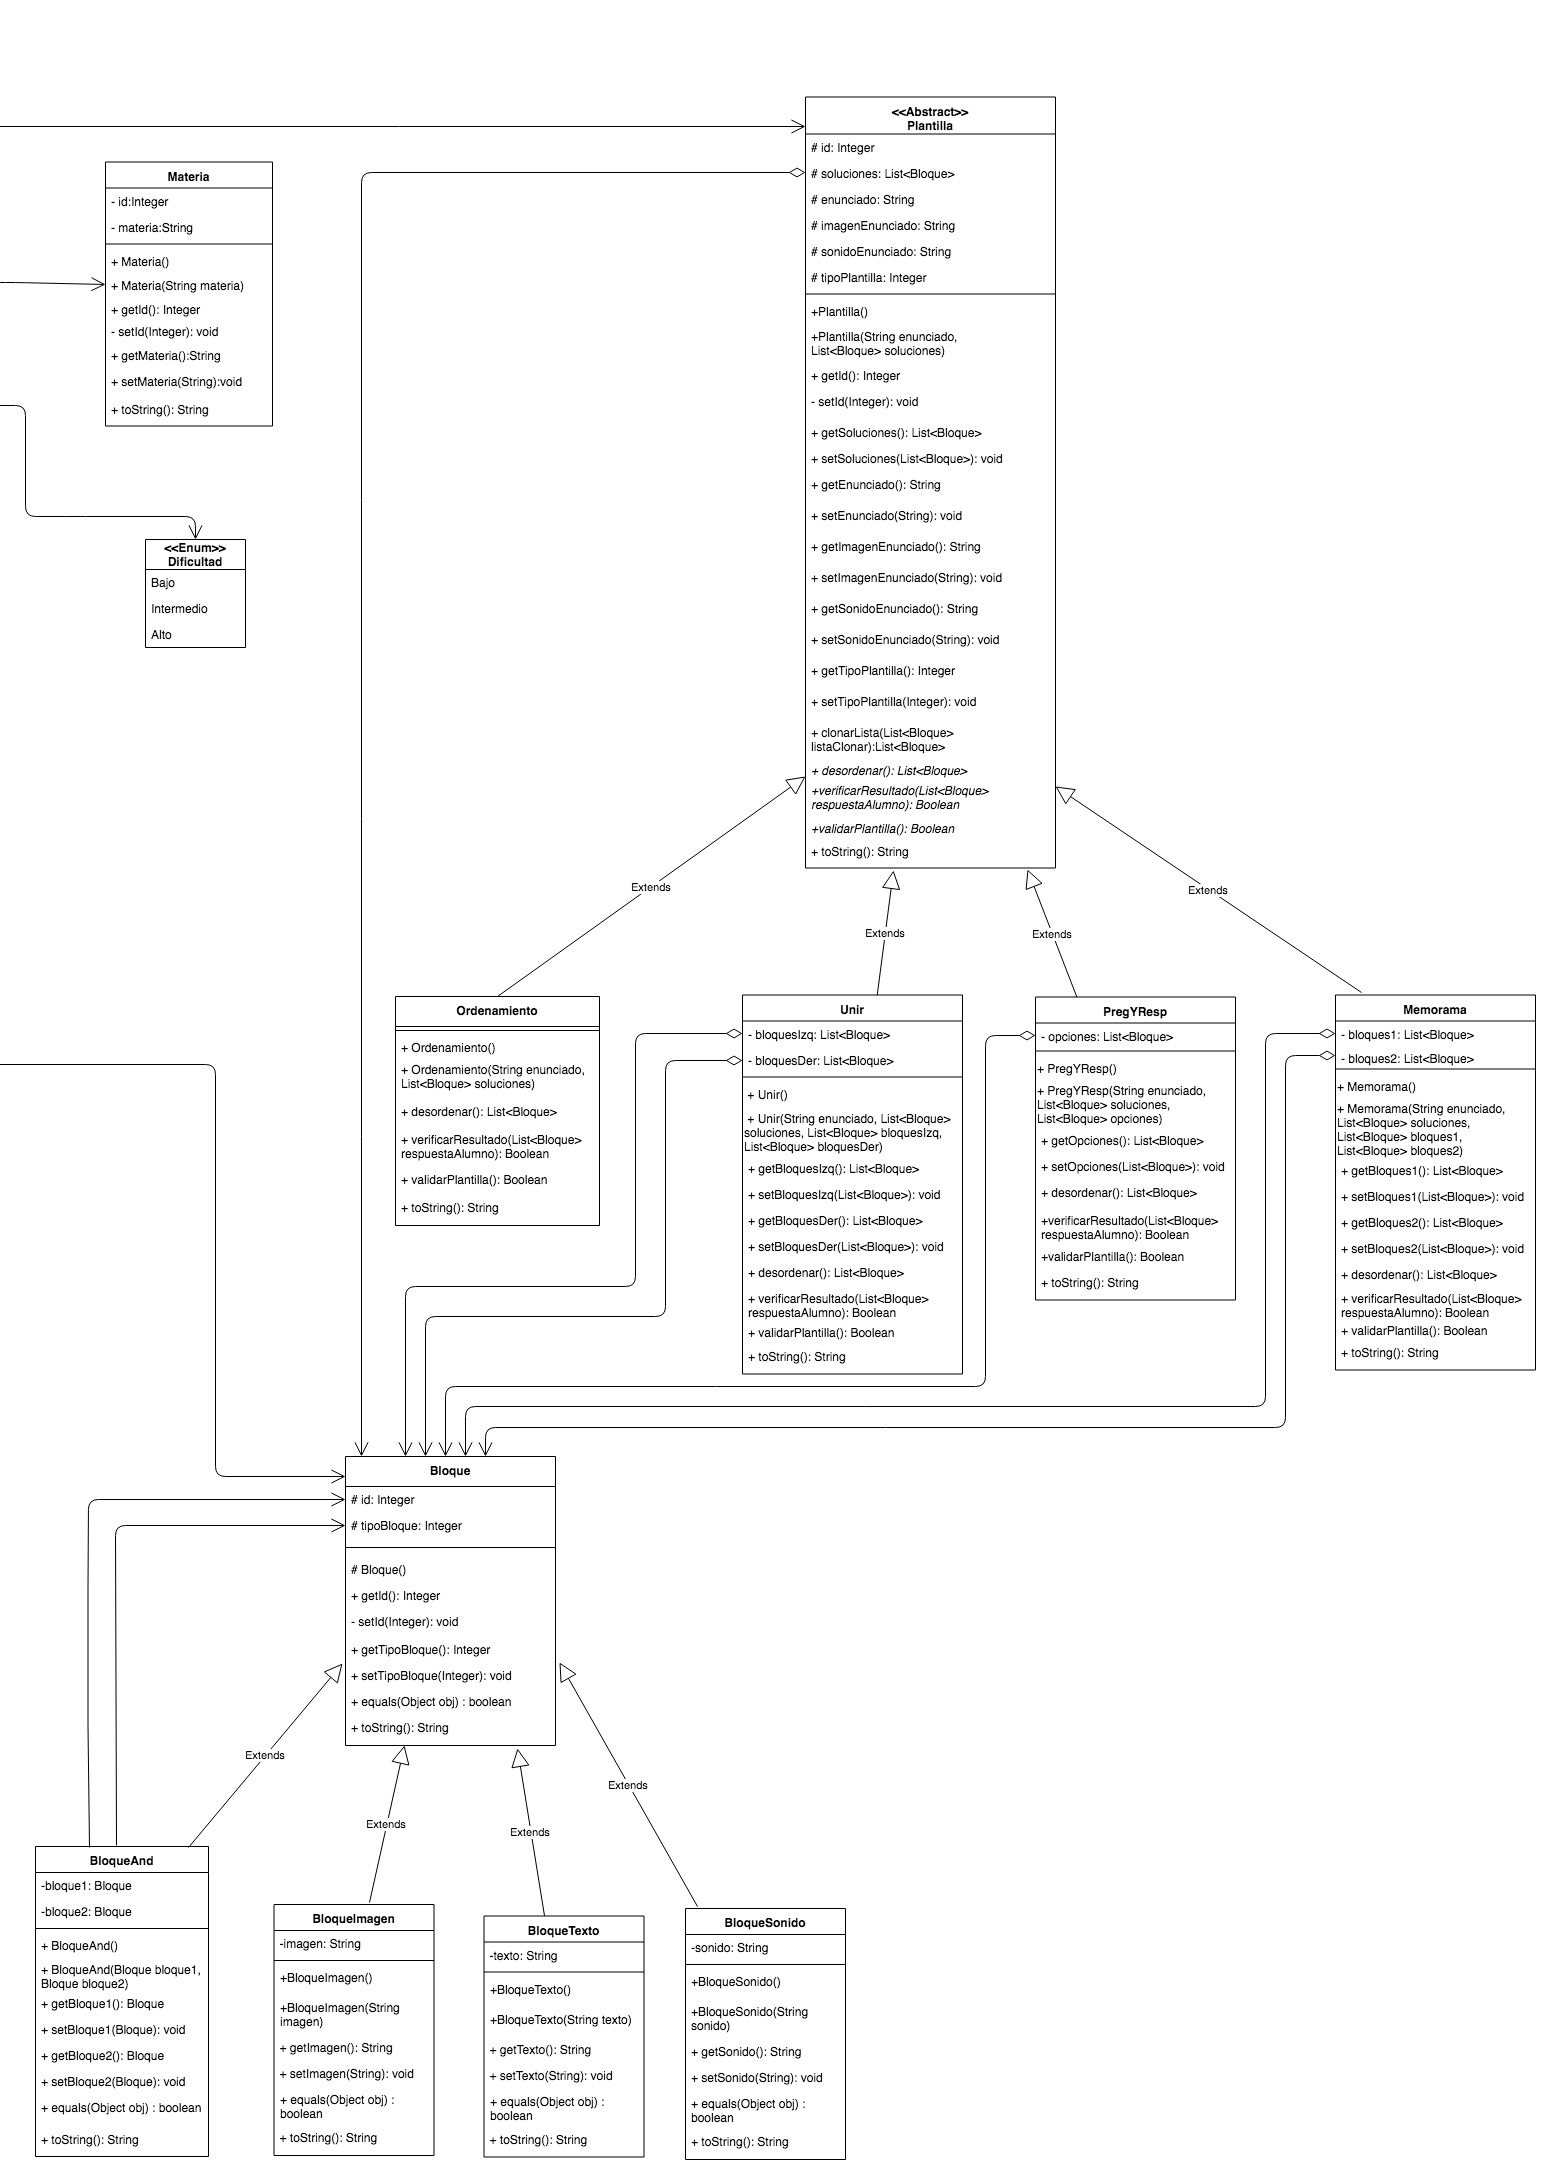 <<Abstract>>
Plantilla
# id: Integer
# soluciones: List<Bloque>
# enunciado: String
# imagenEnunciado: String
# sonidoEnunciado: String
# tipoPlantilla: Integer
+Plantilla()
+Plantilla(String enunciado,
List<Bloque> soluciones)
+ getId(): Integer
- setId(Integer): void
+ getSoluciones(): List<Bloque>
+ setSoluciones(List<Bloque>): void
+ getEnunciado(): String
+ setEnunciado(String): void
+ getImagenEnunciado(): String
+ setImagenEnunciado(String): void
+ getSonidoEnunciado(): String
+ setSonidoEnunciado(String): void
+ getTipoPlantilla(): Integer
+ setTipoPlantilla(Integer): void
+ clonarLista(List<Bloque>
listaClonar):List<Bloque>
+ desordenar(): List<Bloque>
+verificarResultado(List<Bloque>
respuestaAlumno): Boolean
+validarPlantilla(): Boolean
+ toString(): String
Materia
- id:Integer
- materia:String
+ Materia()
+ Materia(String materia)
+ getId(): Integer
- setId(Integer): void
+ getMateria():String
+ setMateria(String):void
+ toString(): String
<<Enum>>
Dificultad
Bajo
Intermedio
Alto
Extends
Extends
Extends
Extends
Ordenamiento
+ Ordenamiento()
+ Ordenamiento(String enunciado,
List<Bloque> soluciones)
+ desordenar(): List<Bloque>
+ verificarResultado(List<Bloque>
respuestaAlumno): Boolean
+ validarPlantilla(): Boolean
+ toString(): String
Unir
- bloquesIzq: List<Bloque>
- bloquesDer: List<Bloque>
+ Unir()
+ Unir(String enunciado, List<Bloque>
soluciones, List<Bloque> bloquesIzq,
List<Bloque> bloquesDer)
+ getBloquesIzq(): List<Bloque>
+ setBloquesIzq(List<Bloque>): void
+ getBloquesDer(): List<Bloque>
+ setBloquesDer(List<Bloque>): void
+ desordenar(): List<Bloque>
+ verificarResultado(List<Bloque>
respuestaAlumno): Boolean
+ validarPlantilla(): Boolean
+ toString(): String
PregYResp
- opciones: List<Bloque>
+ PregYResp()
+ PregYResp(String enunciado,
List<Bloque> soluciones,
List<Bloque> opciones)
+ getOpciones(): List<Bloque>
+ setOpciones(List<Bloque>): void
+ desordenar(): List<Bloque>
+verificarResultado(List<Bloque>
respuestaAlumno): Boolean
+validarPlantilla(): Boolean
+ toString(): String
Memorama
- bloques1: List<Bloque>
- bloques2: List<Bloque>
+ Memorama()
+ Memorama(String enunciado,
List<Bloque> soluciones,
List<Bloque> bloques1,
List<Bloque> bloques2)
+ getBloques1(): List<Bloque>
+ setBloques1(List<Bloque>): void
+ getBloques2(): List<Bloque>
+ setBloques2(List<Bloque>): void
+ desordenar(): List<Bloque>
+ verificarResultado(List<Bloque>
respuestaAlumno): Boolean
+ validarPlantilla(): Boolean
+ toString(): String
Bloque
# id: Integer
# tipoBloque: Integer
# Bloque()
+ getId(): Integer
- setId(Integer): void
+ getTipoBloque(): Integer
+ setTipoBloque(Integer): void
+ equals(Object obj) : boolean
+ toString(): String
Extends
Extends
Extends
Extends
BloqueAnd
-bloque1: Bloque
-bloque2: Bloque
+ BloqueAnd()
+ BloqueAnd(Bloque bloque1,
Bloque bloque2)
+ getBloque1(): Bloque
+ setBloque1(Bloque): void
+ getBloque2(): Bloque
+ setBloque2(Bloque): void
+ equals(Object obj) : boolean
+ toString(): String
BloqueImagen
-imagen: String
+BloqueImagen()
+BloqueImagen(String
imagen)
+ getImagen(): String
+ setImagen(String): void
+ equals(Object obj) :
boolean
+ toString(): String
BloqueTexto
-texto: String
+BloqueTexto()
+BloqueTexto(String texto)
+ getTexto(): String
+ setTexto(String): void
+ equals(Object obj) :
boolean
+ toString(): String
BloqueSonido
-sonido: String
+BloqueSonido()
+BloqueSonido(String
sonido)
+ getSonido(): String
+ setSonido(String): void
+ equals(Object obj) :
boolean
+ toString(): String